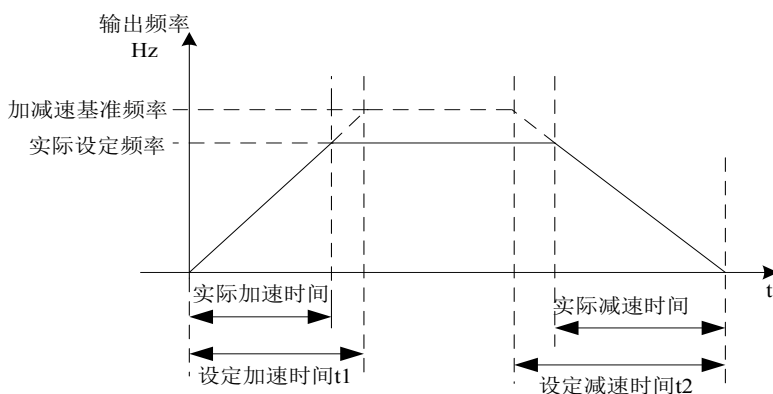 输出频率
Hz
加减速基准频率
实际设定频率
t
实际加速时间
实际减速时间
设定加速时间t1
设定减速时间t2